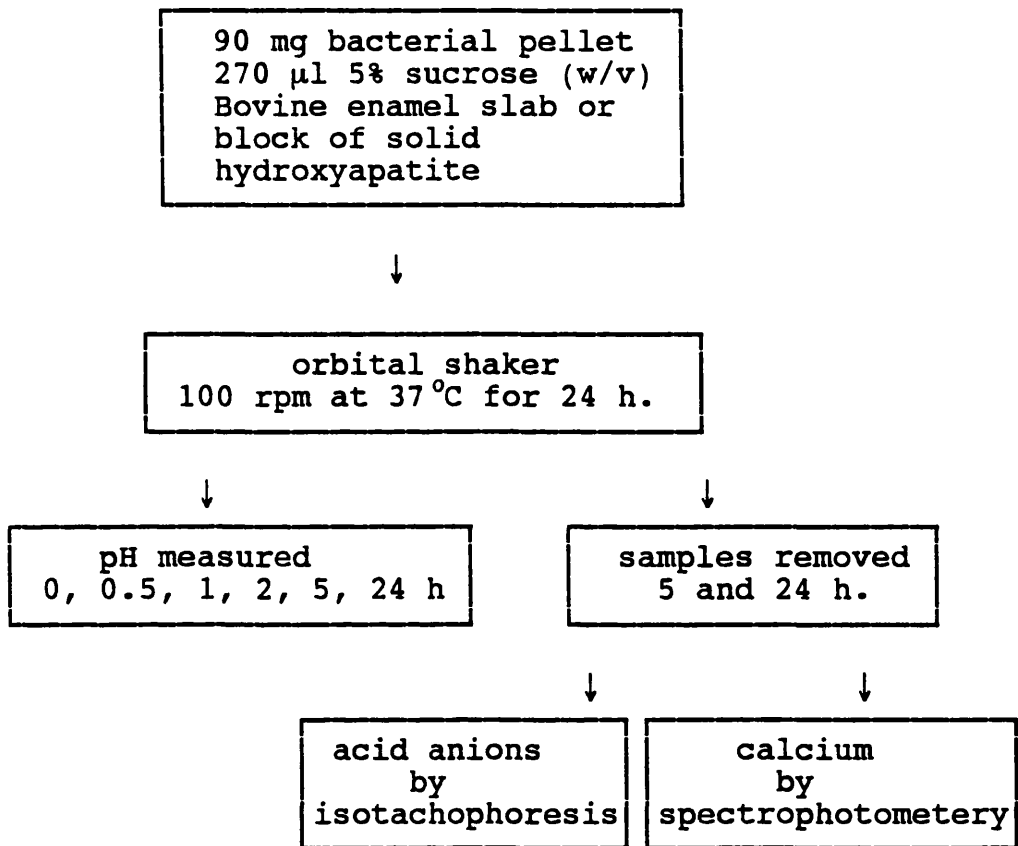 90 mg bacterial pellet
270 μl 5% sucrose (w/v)
Bovine enamel slab or
block of solid
hydroxyapatite
↓
orbital shaker
100 rpm at 37 °C for 24 h.
↓ ↓
pH measured
0, 0.5, 1, 2, 5, 24 h
samples removed
5 and 24 h.
↓ ↓
acid anions
by
isotachophoresis
calcium
by
spectrophotometery